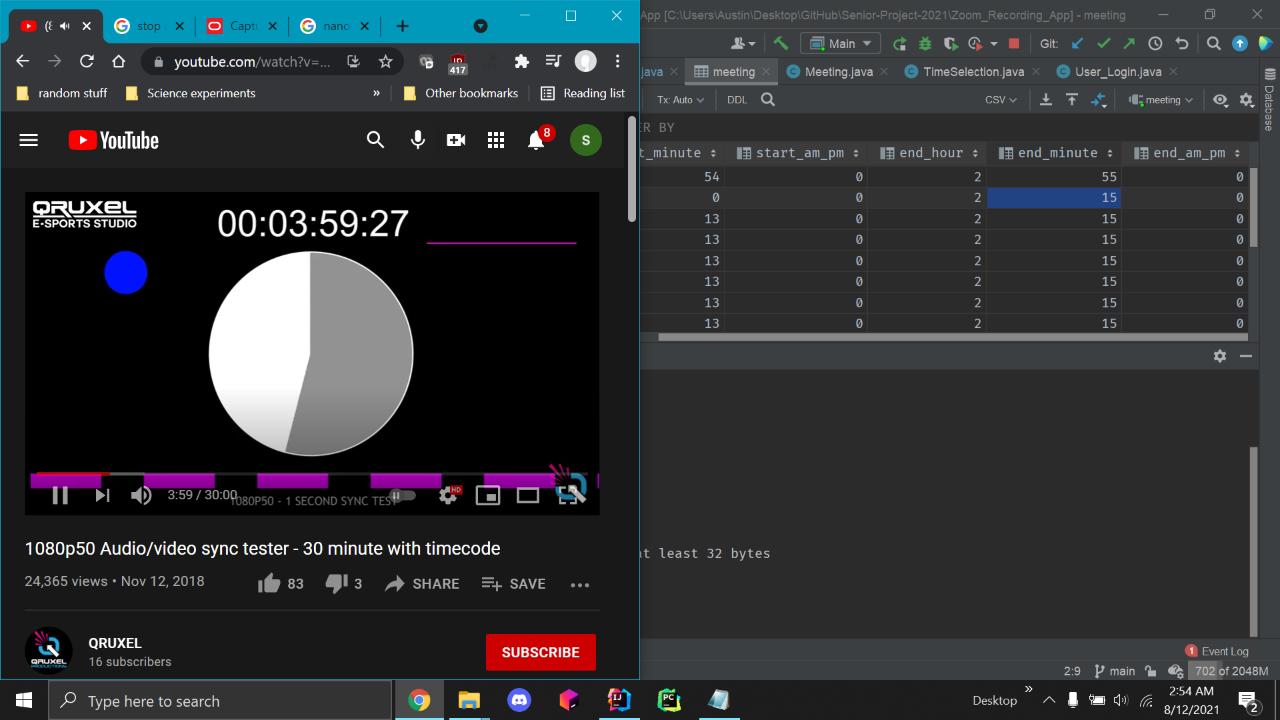 stop
Capt
nano
youtube.com/watch?v=...
417
random stuff
Science experiments
»
Other bookmarks
Reading list
YouTube
8
S
QRUXEL
E-SPORTS STUDIO
00:03:59:27
3:59 / 30:00
HD
1080P50 - 1 SECOND SYNC TEST
1080p50 Audio/video sync tester - 30 minute with timecode
24,365 views • Nov 12, 2018
83
3
SHARE
SAVE
QRUXEL
16 subscribers
SUBSCRIBE
App [C:\Users\Austin\Desktop\GitHub\Senior-Project-2021\Zoom_Recording_App] - meeting
Main
Git:
java
meeting
Meeting.java
TimeSelection.java
User_Login.java
Tx: Auto
DDL
CSV
meeting
Database
ER BY
t_minute start_am_pm end_hour end_minute end_am_pm
54 0 2 55 0
0 0 2 15 0
13 0 2 15 0
13 0 2 15 0
13 0 2 15 0
13 0 2 15 0
13 0 2 15 0
13 0 2 15 0
at least 32 bytes
1 Event Log
2:9 main 702 of 2048M
Type here to search
Desktop
»
2:54 AM
8/12/2021
2